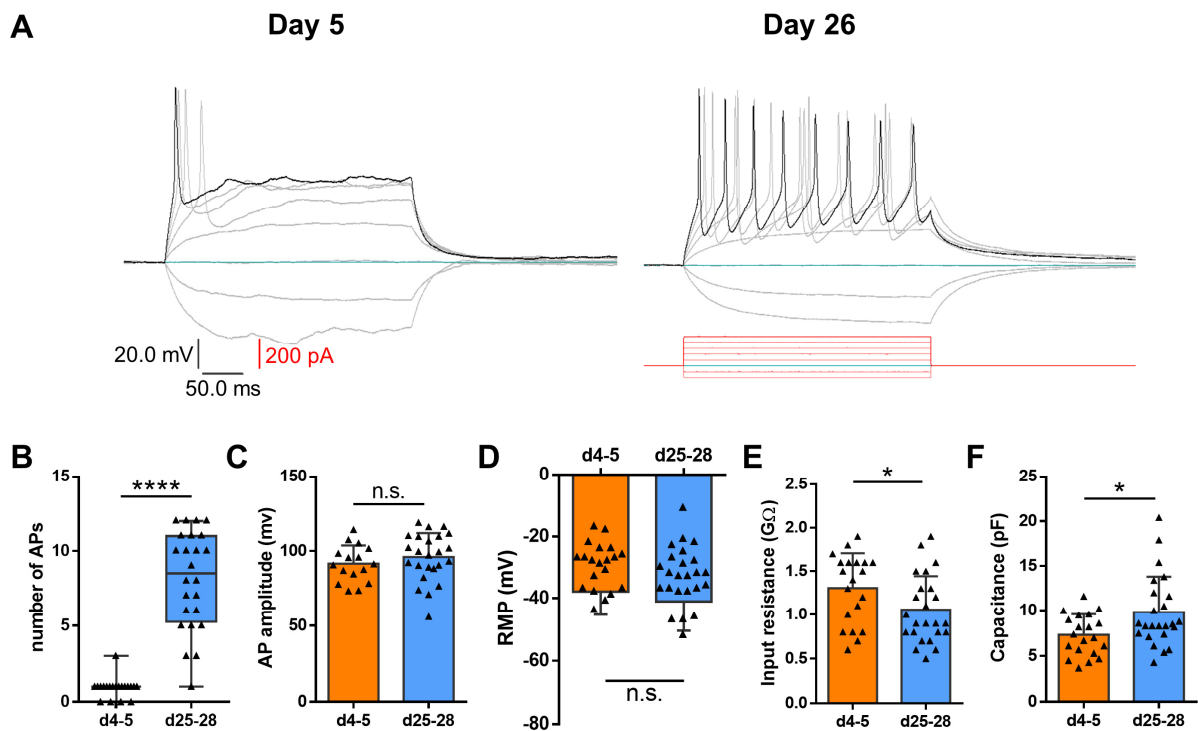 A
Day 5
Day 26
20.0 mV
200 pA
50.0 ms
B
number of APs
15
10
5
0
****
d4-5
d25-28
C
AP amplitude (mv)
150
100
50
0
n.s.
d4-5
d25-28
D
d4-5
d25-28
RMP (mV)
0
-20
-40
-60
-80
n.s.
E
Input resistance (GΩ)
2.5
2.0
1.5
1.0
0.5
0.0
*
d4-5
d25-28
F
Capacitance (pF)
25
20
15
10
5
0
*
d4-5
d25-28